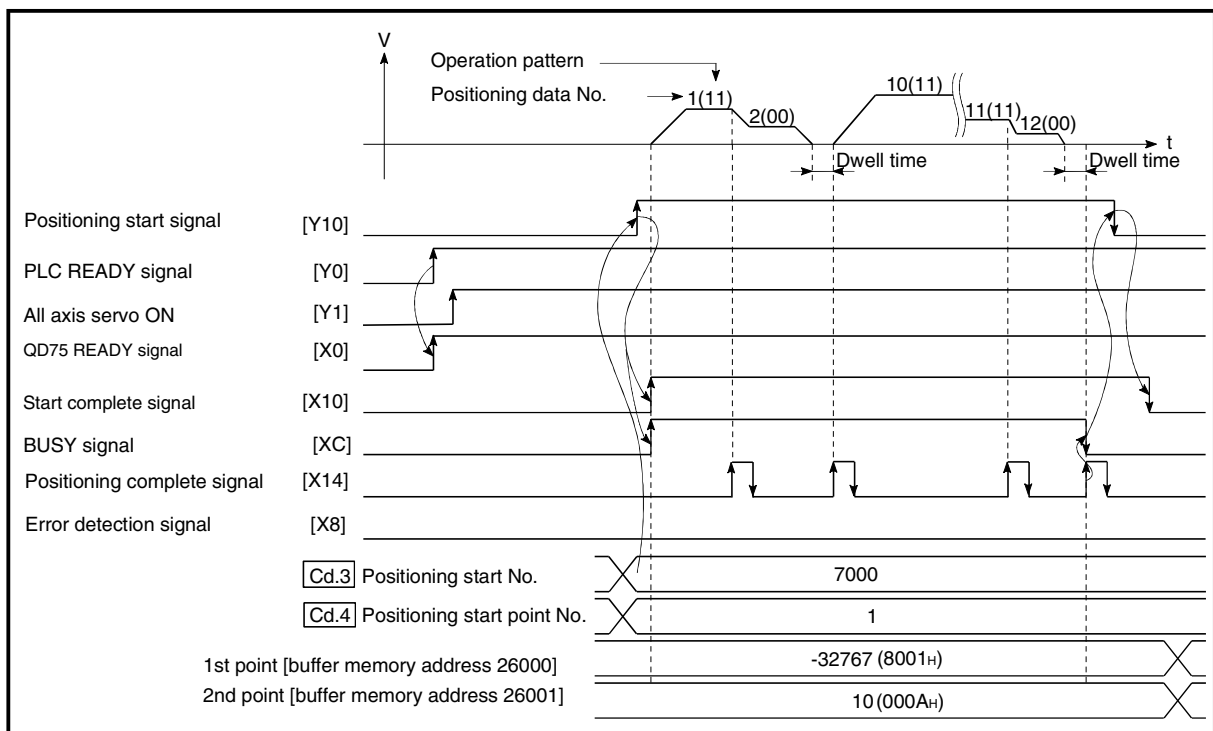 V
Operation pattern
Positioning data No.
1(11)
2(00)
10(11)
11(11)
12(00)
t
Dwell time
Dwell time
Positioning start signal [Y10]
PLC READY signal [Y0]
All axis servo ON [Y1]
QD75 READY signal [X0]
Start complete signal [X10]
BUSY signal [XC]
Positioning complete signal [X14]
Error detection signal [X8]
Cd.3 Positioning start No. 7000
Cd.4 Positioning start point No. 1
1st point [buffer memory address 26000] -32767 (8001H)
2nd point [buffer memory address 26001] 10 (000AH)